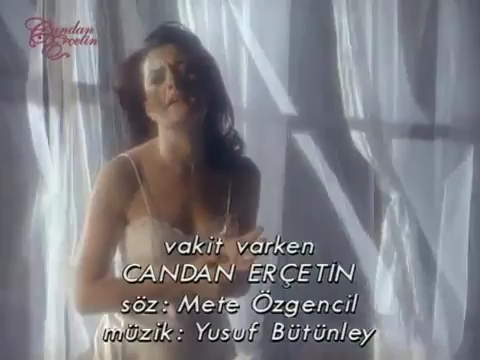 Candan
Erçetin
vakit varken
CANDAN ERÇETİN
söz: Mete Özgencil
müzik: Yusuf Bütünley